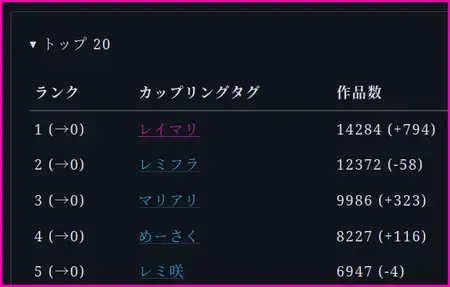 ▼ トップ 20
ランク カップリングタグ 作品数
1 (→0) レイマリ 14284 (+794)
2 (→0) レミフラ 12372 (-58)
3 (→0) マリアリ 9986 (+323)
4 (→0) めーさく 8227 (+116)
5 (→0) レミ咲 6947 (-4)